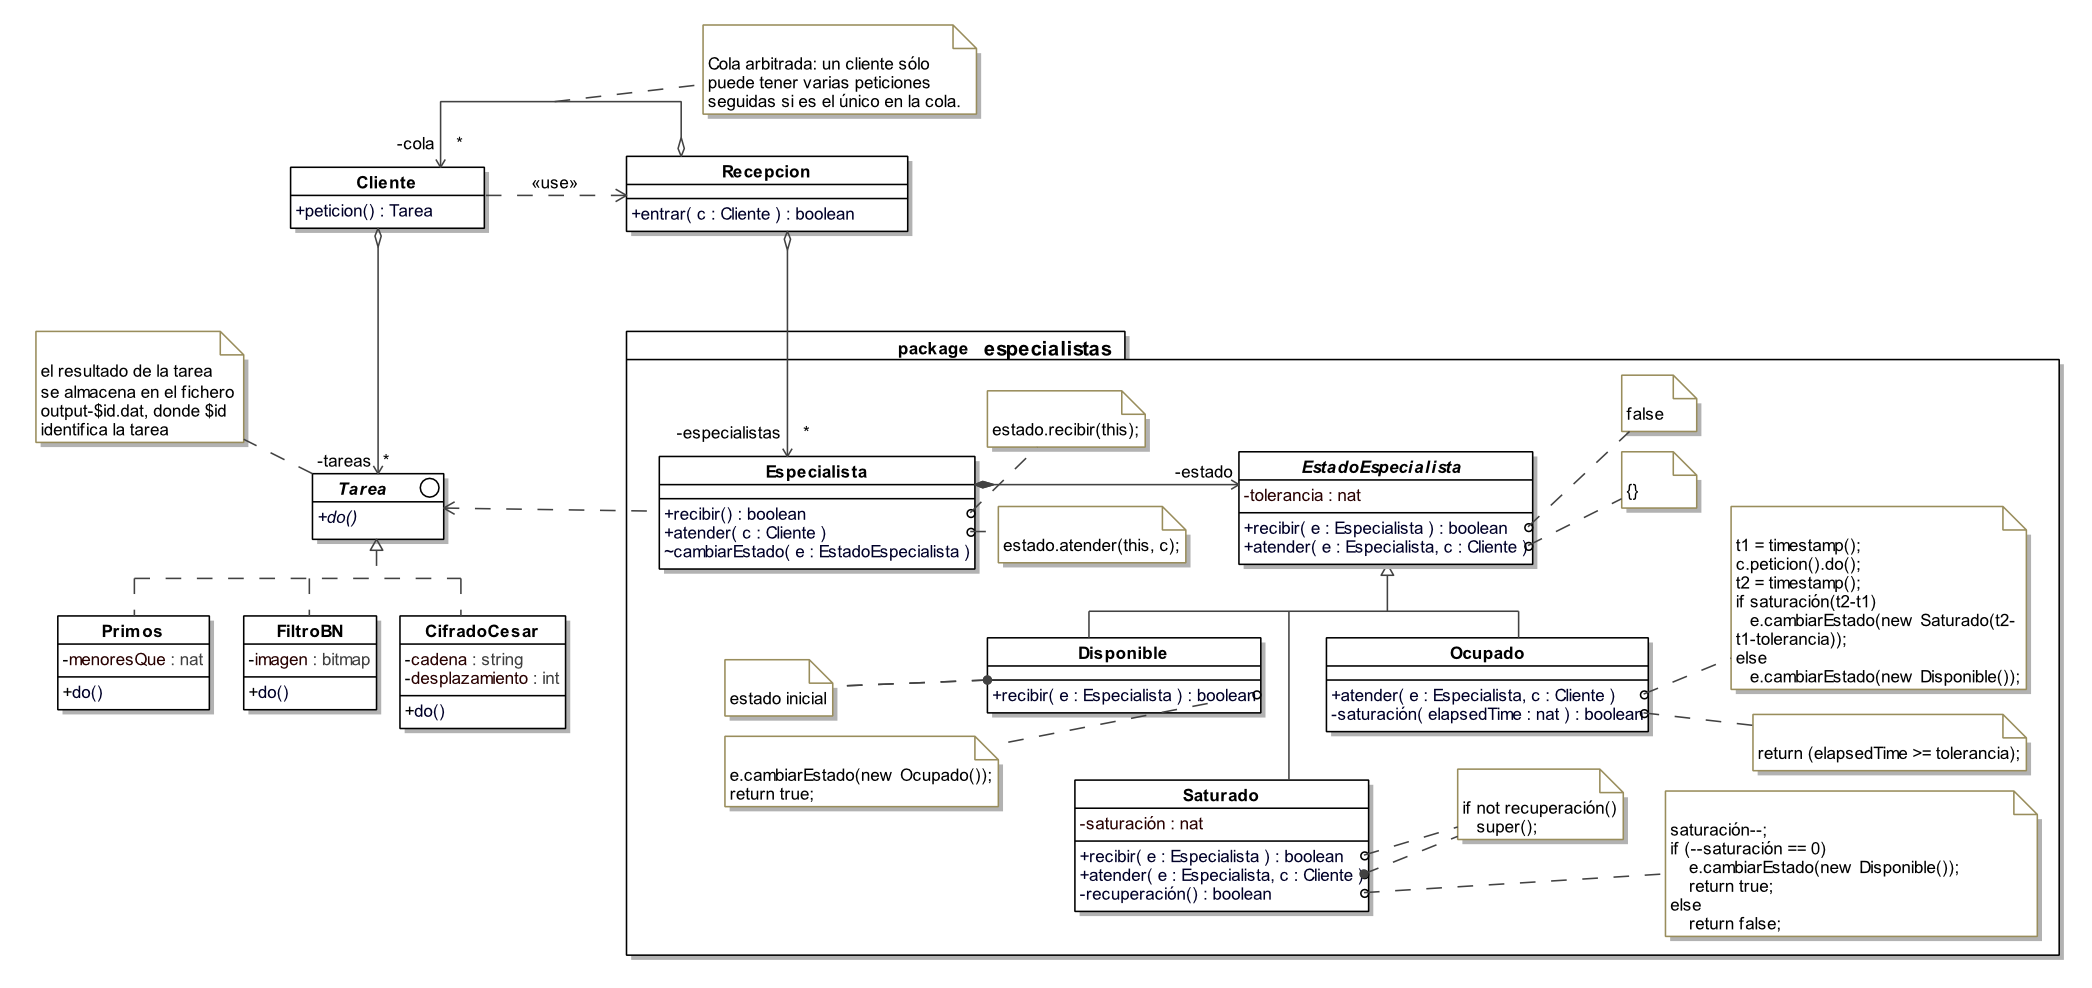 Cola arbitrada: un cliente sólo
puede tener varias peticiones
seguidas si es el único en la cola.
-cola *
Cliente
+peticion() : Tarea
«use»
Recepcion
+entrar( c : Cliente ) : boolean
el resultado de la tarea
se almacena en el fichero
output-$id.dat, donde $id
identifica la tarea
-tareas *
Tarea
+do()
Primos
-menoresQue : nat
+do()
FiltroBN
-imagen : bitmap
+do()
CifradoCesar
-cadena : string
-desplazamiento : int
+do()
package especialistas
-especialistas *
Especialista
+recibir() : boolean
+atender( c : Cliente )
~cambiarEstado( e : EstadoEspecialista )
estado.recibir(this);
estado.atender(this, c);
-estado
EstadoEspecialista
-tolerancia : nat
+recibir( e : Especialista ) : boolean
+atender( e : Especialista, c : Cliente )
false
{}
t1 = timestamp();
c.peticion().do();
t2 = timestamp();
if saturación(t2-t1)
e.cambiarEstado(new Saturado(t2-
t1-tolerancia));
else
e.cambiarEstado(new Disponible());
estado inicial
Disponible
+recibir( e : Especialista ) : boolean
e.cambiarEstado(new Ocupado());
return true;
Ocupado
+atender( e : Especialista, c : Cliente )
-saturación( elapsedTime : nat ) : boolean
return (elapsedTime >= tolerancia);
Saturado
-saturación : nat
+recibir( e : Especialista ) : boolean
+atender( e : Especialista, c : Cliente )
-recuperación() : boolean
if not recuperación()
super();
saturación--;
if (--saturación == 0)
e.cambiarEstado(new Disponible());
return true;
else
return false;